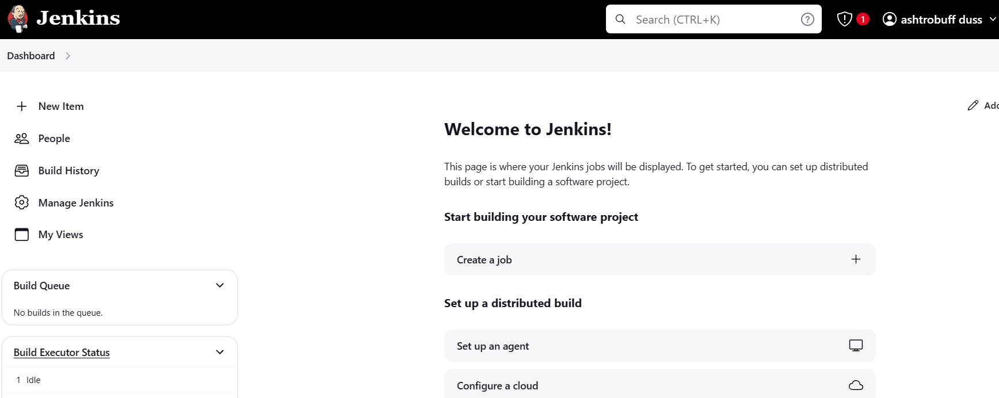 Jenkins
Search (CTRL+K)
?
! 1
ashtrobuff duss
Dashboard
New Item
People
Build History
Manage Jenkins
My Views
Build Queue
No builds in the queue.
Build Executor Status
1 Idle
Welcome to Jenkins!
This page is where your Jenkins jobs will be displayed. To get started, you can set up distributed
builds or start building a software project.
Start building your software project
Create a job
Set up a distributed build
Set up an agent
Configure a cloud